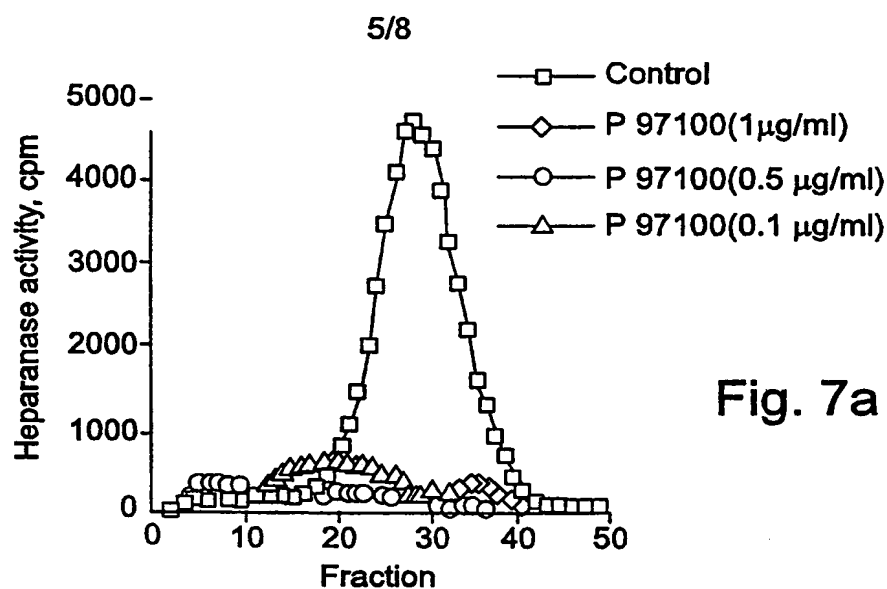 5/8
Control
P 97100(1µg/ml)
P 97100(0.5 µg/ml)
P 97100(0.1 µg/ml)
Heparanase activity, cpm
5000
4000
3000
2000
1000
0
0 10 20 30 40 50
Fraction
Fig. 7a